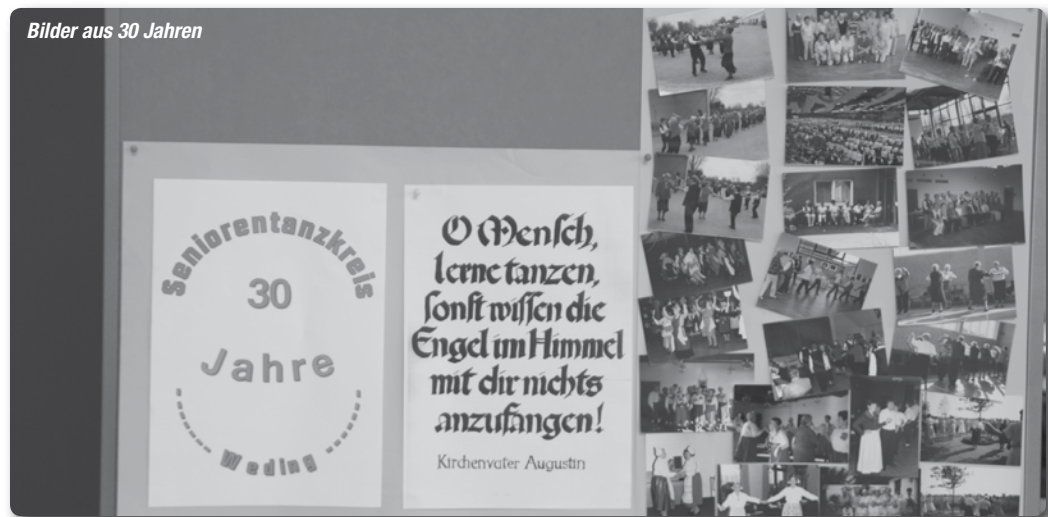 Bilder aus 30 Jahren
Seniorentanzkreis
30
Jahre
Weding
O Mensch,
lerne tanzen,
sonst wissen die
Engel im Himmel
mit dir nichts
anzufangen!
Kirchenvater Augustin